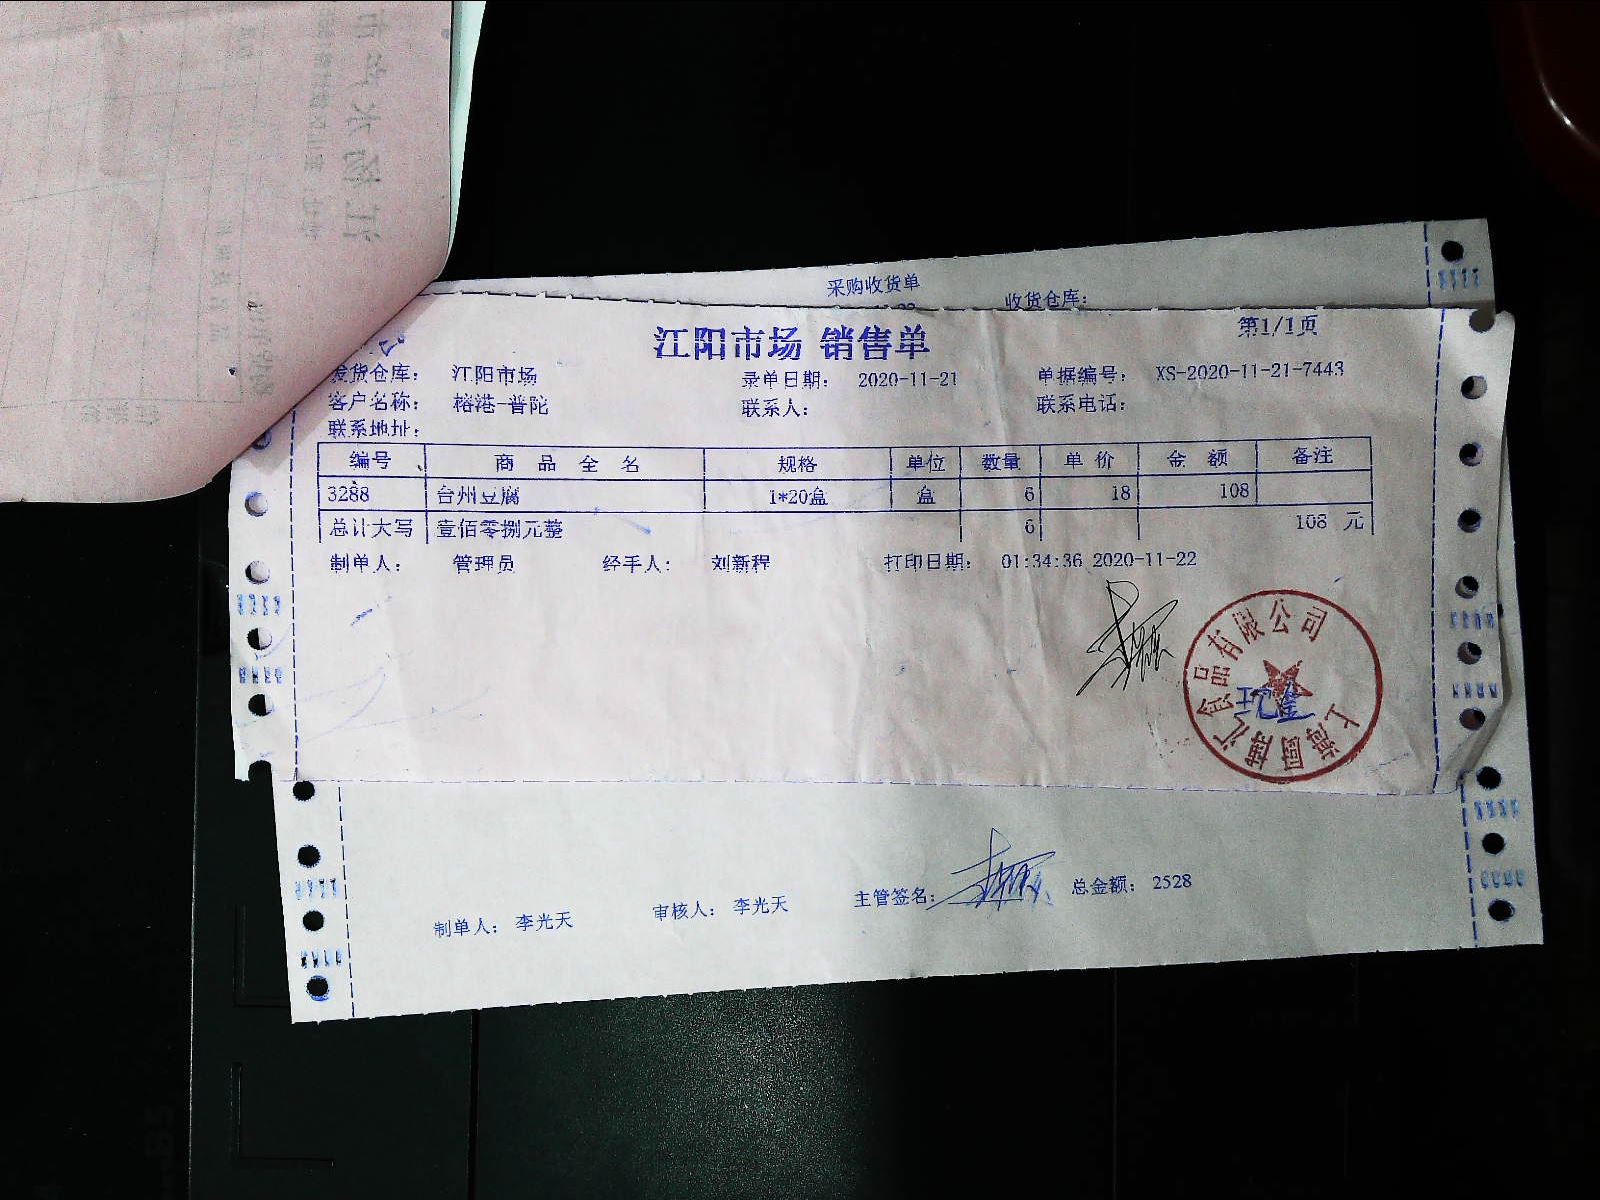 采购收货单
收货仓库：
江阳市场 销售单
第1/1页
发货仓库： 江阳市场 录单日期： 2020-11-21 单据编号： XS-2020-11-21-7443
客户名称： 榕港-普陀 联系人： 联系电话：
联系地址：
编号 商品全名 规格 单位 数量 单价 金额 备注
3288 台州豆腐 1*20盒 盒 6 18 108
总计大写 壹佰零捌元整 6 108 元
制单人： 管理员 经手人： 刘新程 打印日期： 01:34:36 2020-11-22
上海厨博汇食品有限公司
制单人： 李光天 审核人： 李光天 主管签名： 总金额： 2528